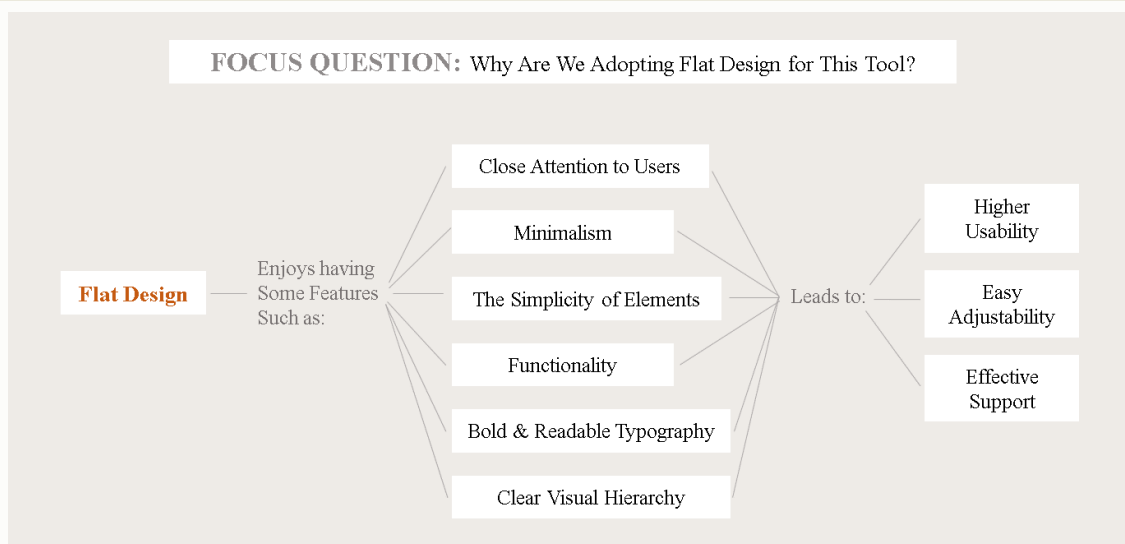 FOCUS QUESTION: Why Are We Adopting Flat Design for This Tool?
Flat Design
Enjoys having
Some Features
Such as:
Close Attention to Users
Minimalism
The Simplicity of Elements
Functionality
Bold & Readable Typography
Clear Visual Hierarchy
Leads to:
Higher
Usability
Easy
Adjustability
Effective
Support